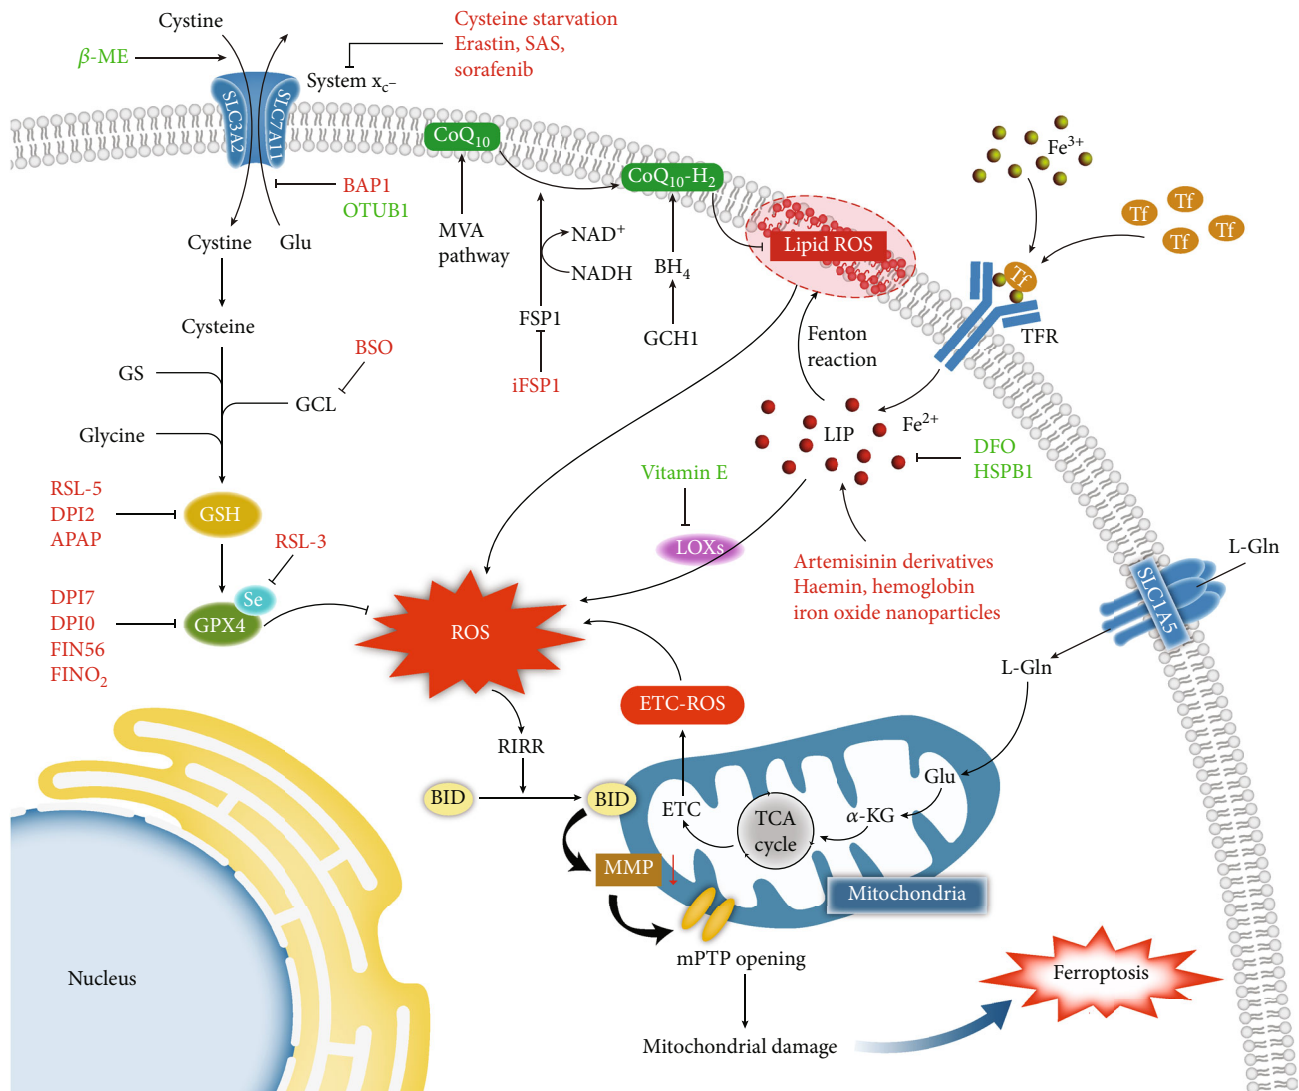 Cystine
β-ME
System x_c−
Cysteine starvation
Erastin, SAS,
sorafenib
SLC3A2
SLC7A11
BAP1
OTUB1
Cystine
Glu
CoQ10
MVA
pathway
CoQ10-H2
NAD+
NADH
FSP1
iFSP1
BH4
GCH1
Lipid ROS
Fe3+
Tf
Tf
Tf
Tf
Tf
TFR
Cysteine
GS
BSO
GCL
Glycine
Fenton
reaction
LIP
Fe2+
DFO
HSPB1
Vitamin E
LOXs
Artemisinin derivatives
Haemin, hemoglobin
iron oxide nanoparticles
RSL-5
DPI2
APAP
GSH
RSL-3
Se
DPI7
DPI0
FIN56
FINO2
GPX4
ROS
L-Gln
SLC1A5
L-Gln
ETC-ROS
RIRR
BID
BID
ETC
TCA
cycle
α-KG
Glu
MMP
Mitochondria
mPTP opening
Mitochondrial damage
Ferroptosis
Nucleus